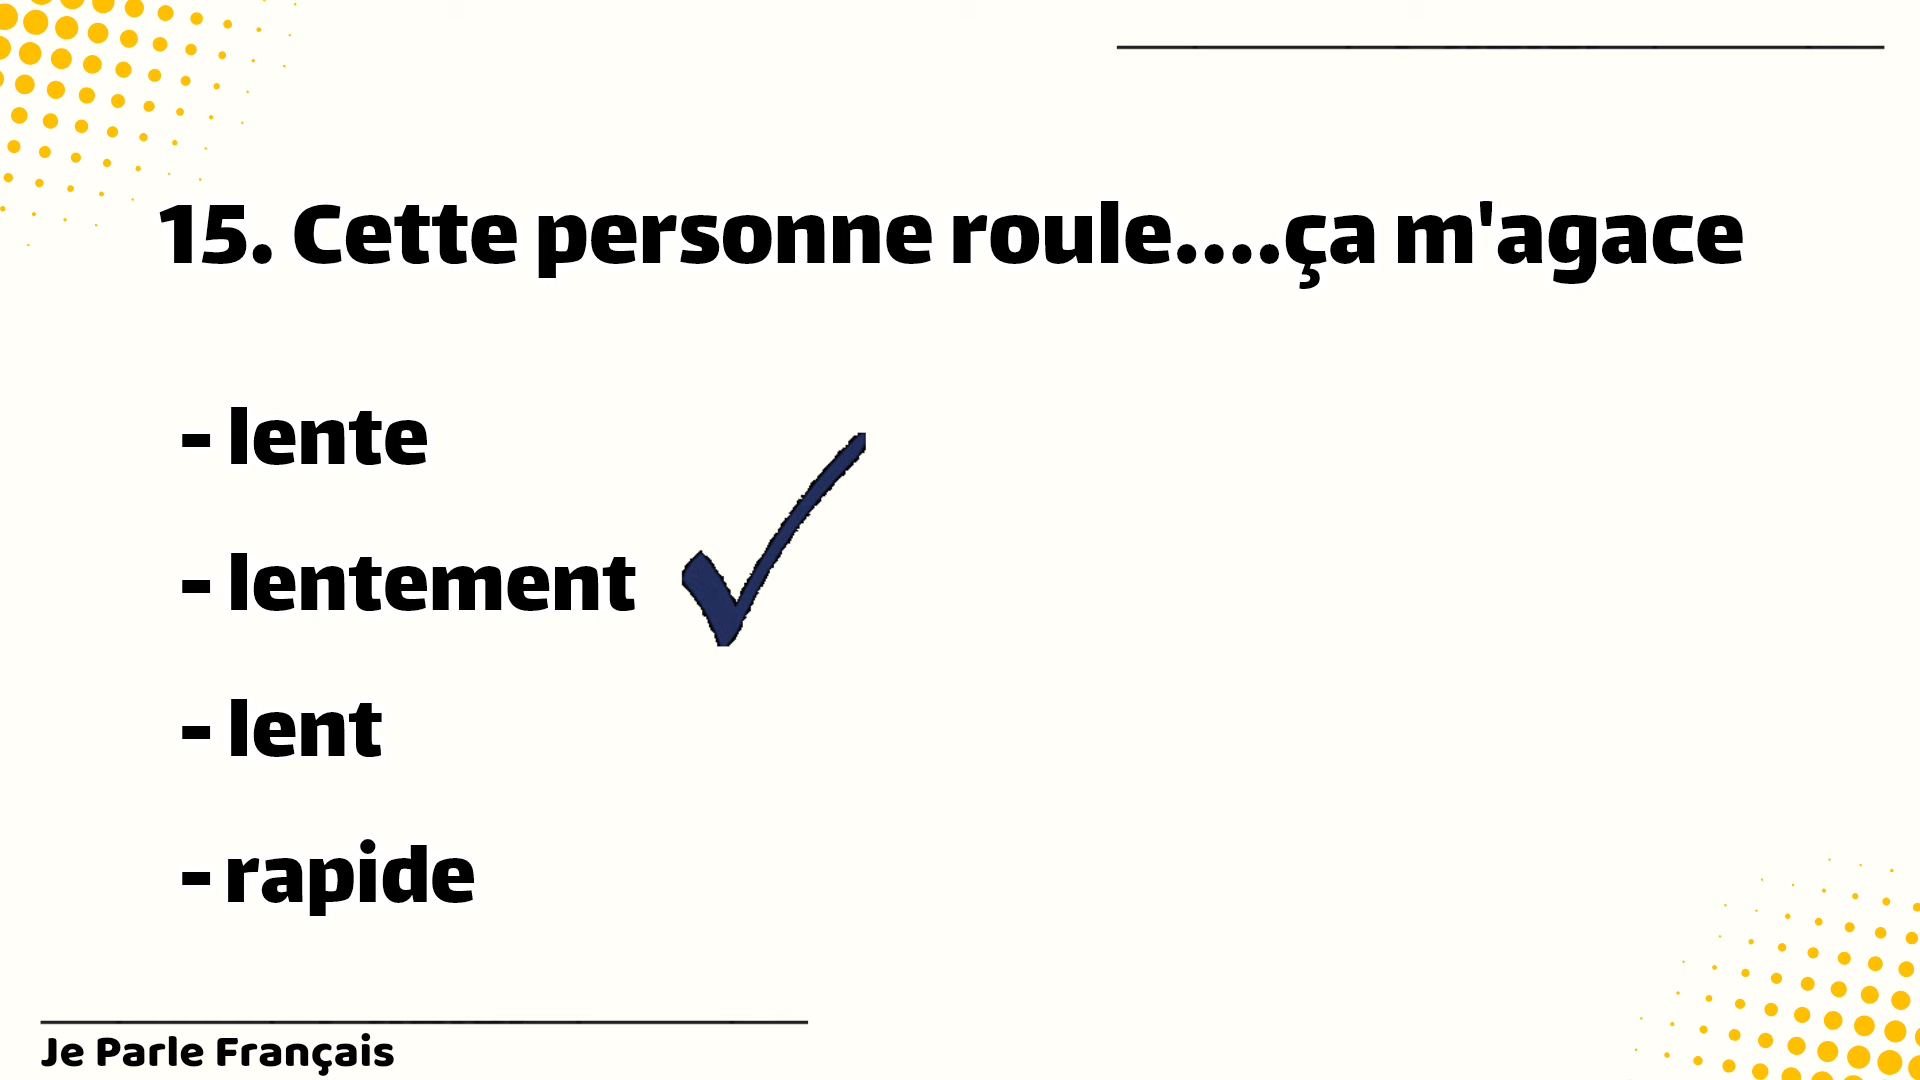 15. Cette personne roule....ça m'agace
- lente
- lentement
- lent
- rapide
Je Parle Français